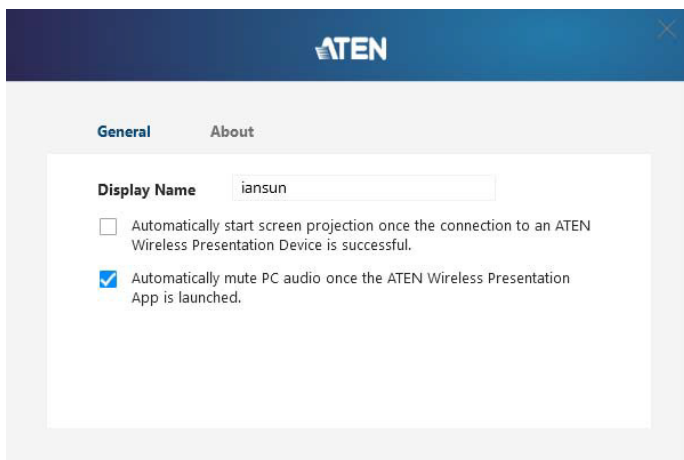 ATEN
General About
Display Name iansun
Automatically start screen projection once the connection to an ATEN
Wireless Presentation Device is successful.
Automatically mute PC audio once the ATEN Wireless Presentation
App is launched.